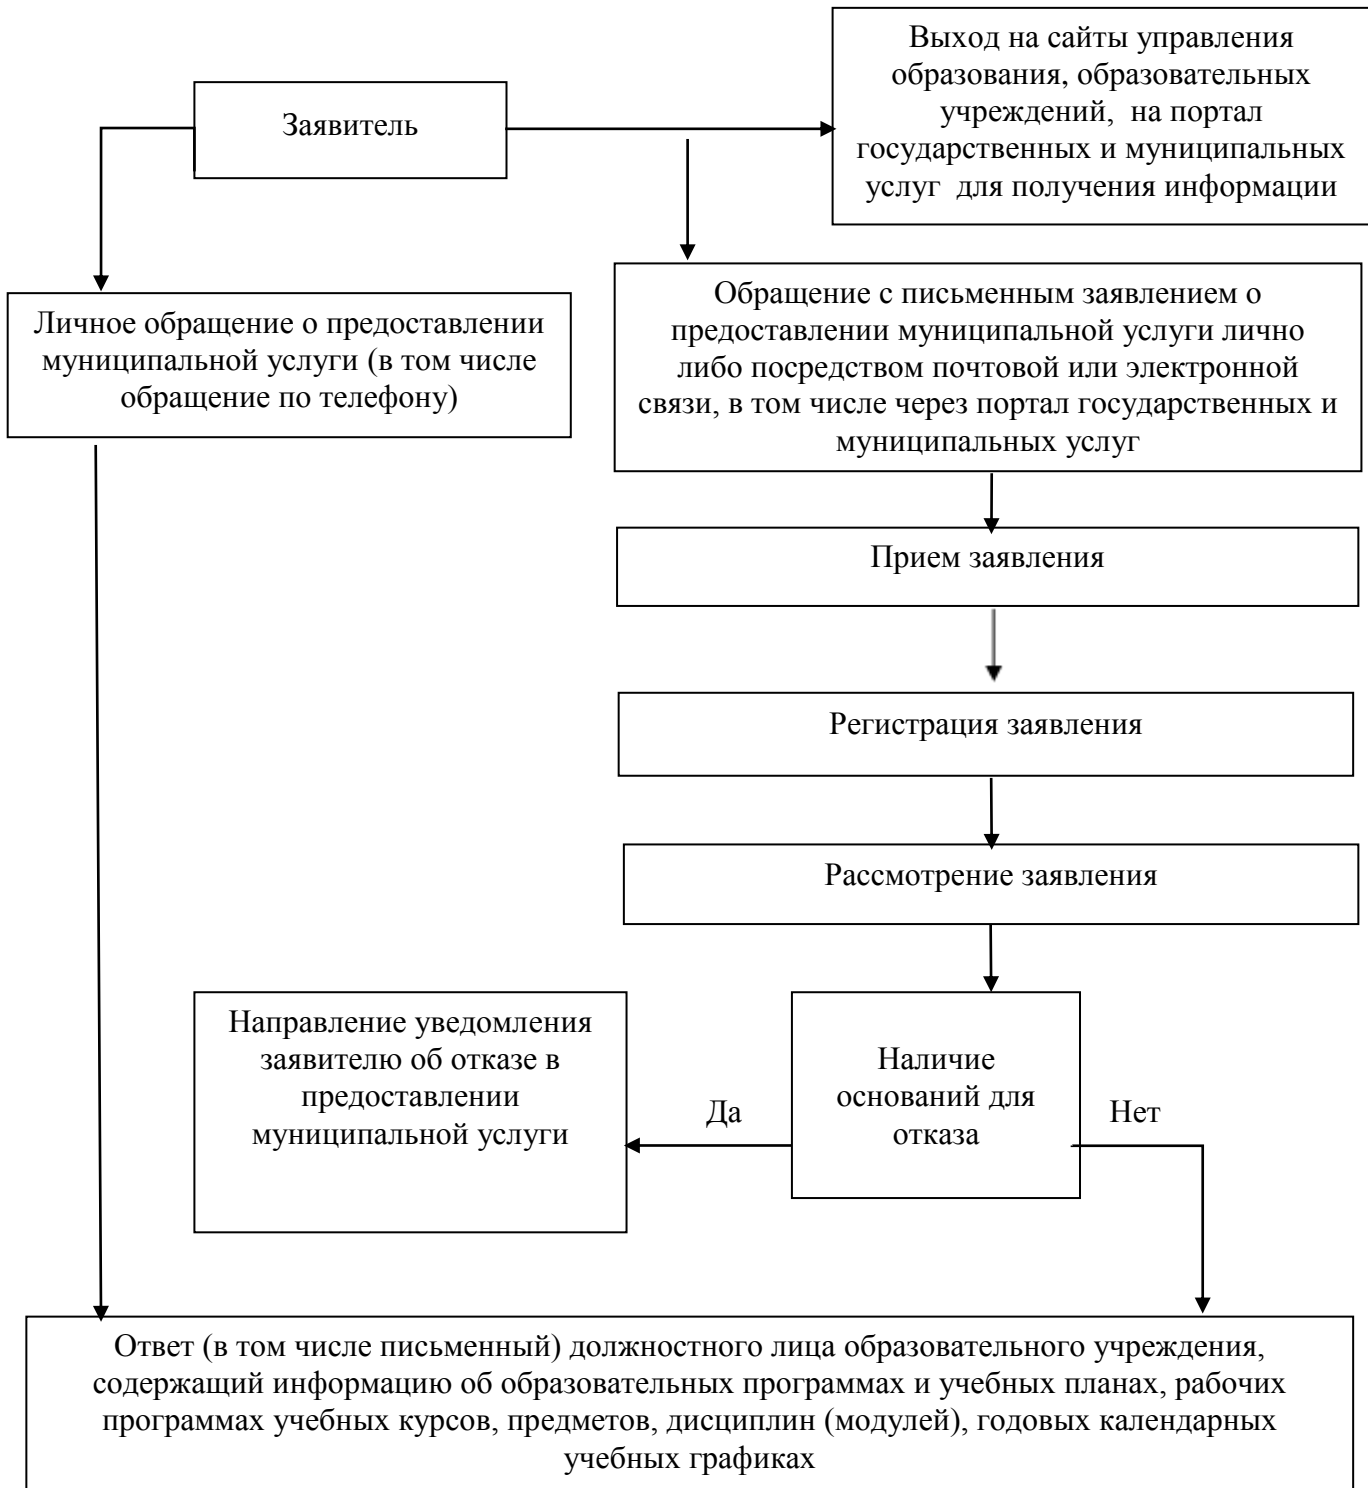 Выход на сайты управления
образования, образовательных
учреждений, на портал
государственных и муниципальных
услуг для получения информации
Заявитель
Личное обращение о предоставлении
муниципальной услуги (в том числе
обращение по телефону)
Обращение с письменным заявлением о
предоставлении муниципальной услуги лично
либо посредством почтовой или электронной
связи, в том числе через портал государственных и
муниципальных услуг
Прием заявления
Регистрация заявления
Рассмотрение заявления
Направление уведомления
заявителю об отказе в
предоставлении
муниципальной услуги
Да
Наличие
оснований для
отказа
Нет
Ответ (в том числе письменный) должностного лица образовательного учреждения,
содержащий информацию об образовательных программах и учебных планах, рабочих
программах учебных курсов, предметов, дисциплин (модулей), годовых календарных
учебных графиках